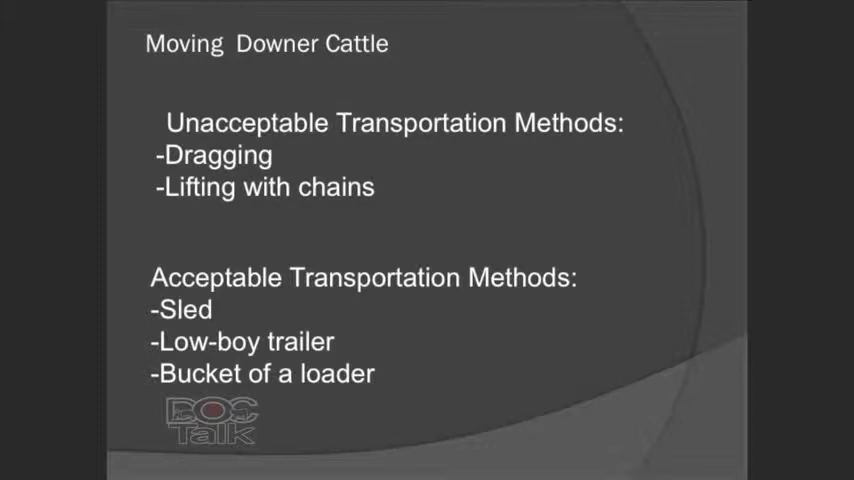 Moving Downer Cattle
Unacceptable Transportation Methods:
-Dragging
-Lifting with chains
Acceptable Transportation Methods:
-Sled
-Low-boy trailer
-Bucket of a loader
DOC
Talk